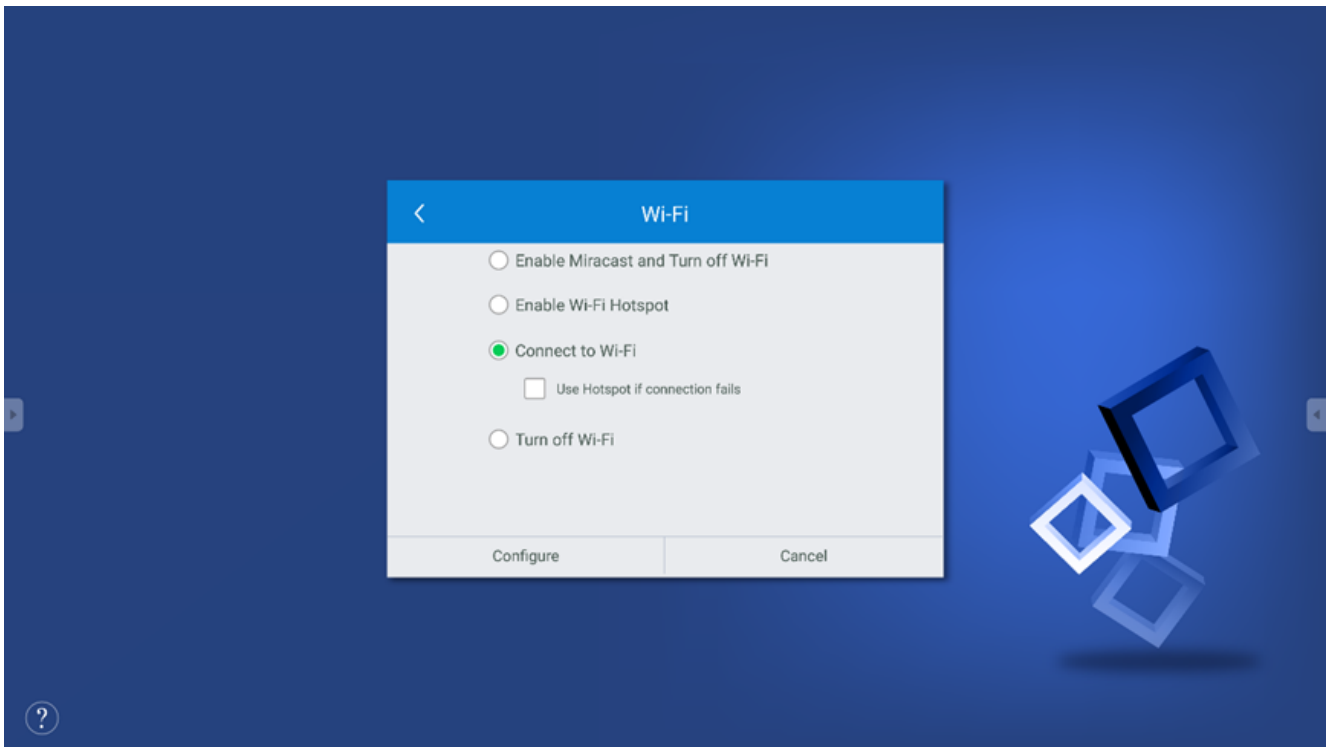 Wi-Fi
Enable Miracast and Turn off Wi-Fi
Enable Wi-Fi Hotspot
Connect to Wi-Fi
Use Hotspot if connection fails
Turn off Wi-Fi
Configure Cancel
?